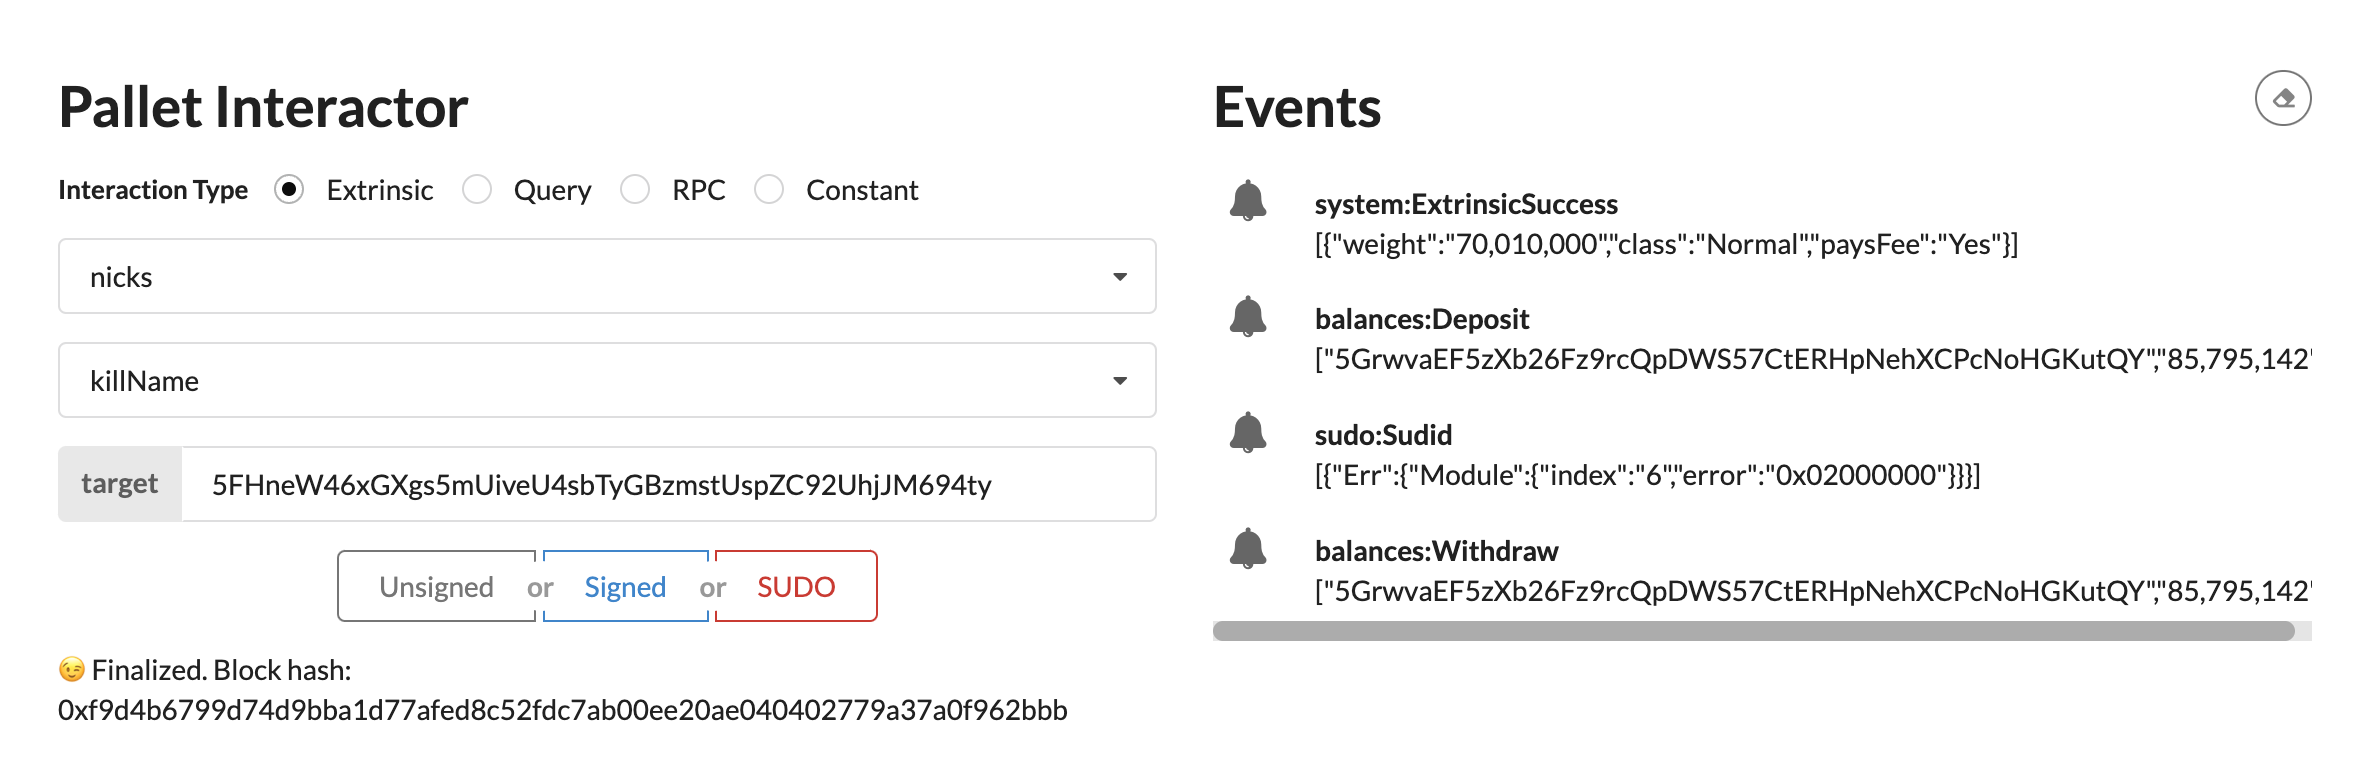 Pallet Interactor
Interaction Type Extrinsic Query RPC Constant
nicks
killName
target 5FHneW46xGXgs5mUiveU4sbTyGBzmstUspZC92UhjJM694ty
Unsigned or Signed or SUDO
😉 Finalized. Block hash:
0xf9d4b6799d74d9bba1d77afed8c52fdc7ab00ee20ae040402779a37a0f962bbb
Events
system:ExtrinsicSuccess
[{"weight":"70,010,000","class":"Normal","paysFee":"Yes"}]
balances:Deposit
["5GrwvaEF5zXb26Fz9rcQpDWS57CtERHpNehXCPcNoHGKutQY","85,795,142"
sudo:Sudid
[{"Err":{"Module":{"index":"6","error":"0x02000000"}}}]
balances:Withdraw
["5GrwvaEF5zXb26Fz9rcQpDWS57CtERHpNehXCPcNoHGKutQY","85,795,142"